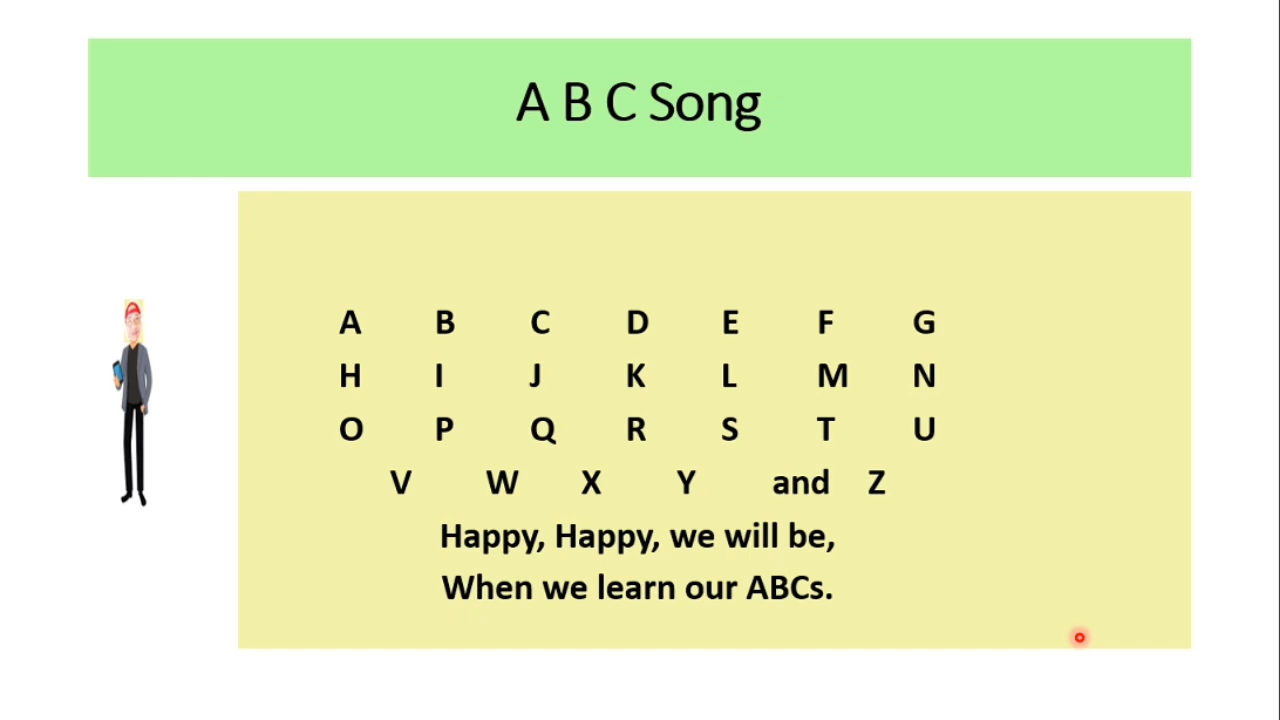 A B C Song
A B C D E F G
H I J K L M N
O P Q R S T U
V W X Y and Z
Happy, Happy, we will be,
When we learn our ABCs.